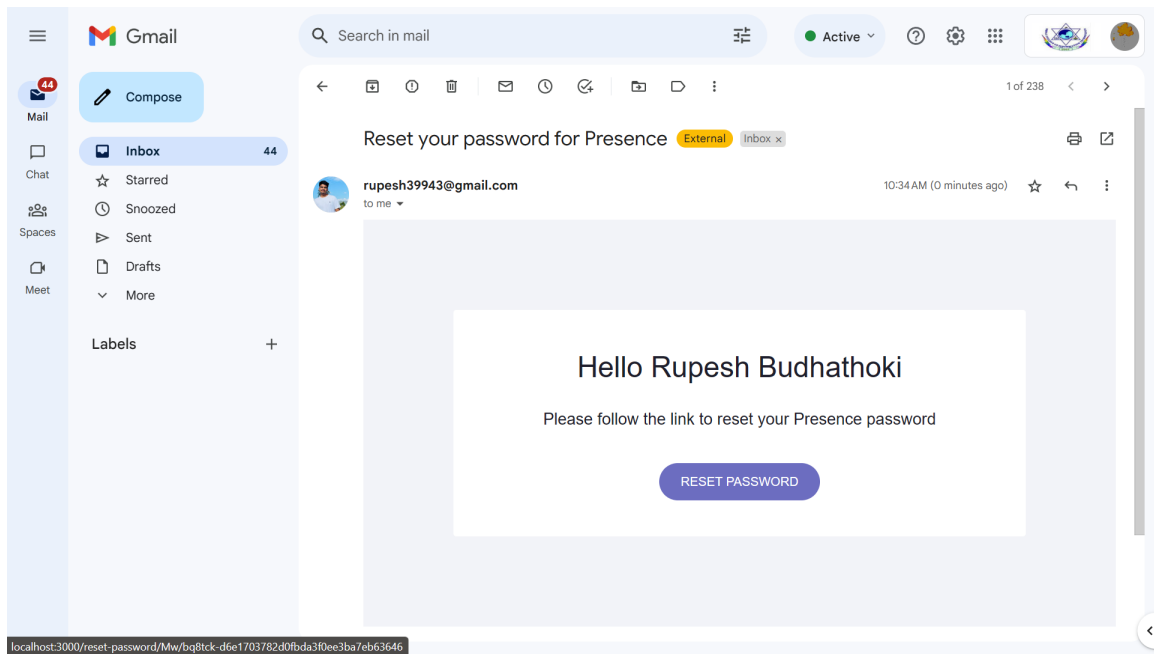 Gmail
Search in mail
Active
44
Mail
Compose
1 of 238
Inbox 44
Reset your password for Presence External Inbox ×
Chat
Starred
rupesh39943@gmail.com 10:34 AM (0 minutes ago)
to me
Snoozed
Spaces
Sent
Drafts
Meet
More
Labels
Hello Rupesh Budhathoki
Please follow the link to reset your Presence password
RESET PASSWORD
localhost:3000/reset-password/Mw/bq8tck-d6e1703782d0fbda3f0ee3ba7eb63646